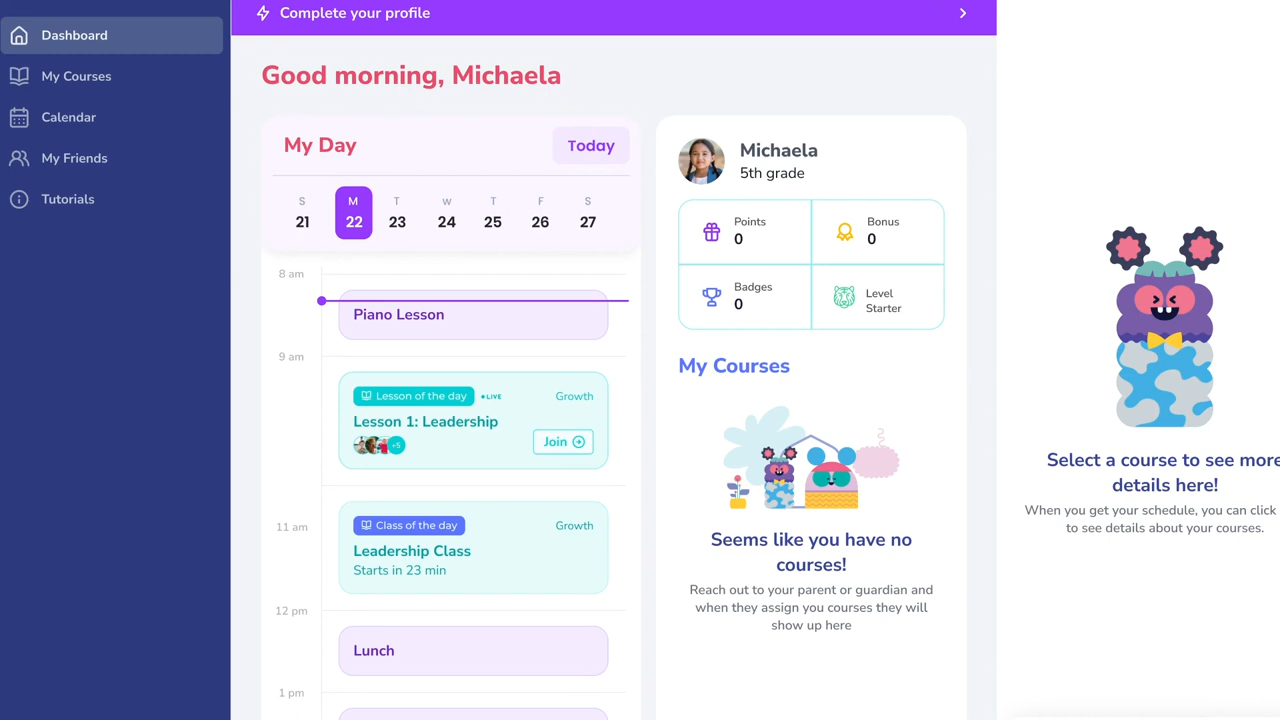 Dashboard
My Courses
Calendar
My Friends
Tutorials
Complete your profile
Good morning, Michaela
My Day
Today
S M T W T F S
21 22 23 24 25 26 27
8 am
Piano Lesson
9 am
Lesson of the day
LIVE
Growth
Lesson 1: Leadership
+5
Join
11 am
Class of the day
Growth
Leadership Class
Starts in 23 min
12 pm
Lunch
1 pm
Michaela
5th grade
Points
0
Bonus
0
Badges
0
Level
Starter
My Courses
Seems like you have no
courses!
Reach out to your parent or guardian and
when they assign you courses they will
show up here
Select a course to see more
details here!
When you get your schedule, you can click
to see details about your courses.